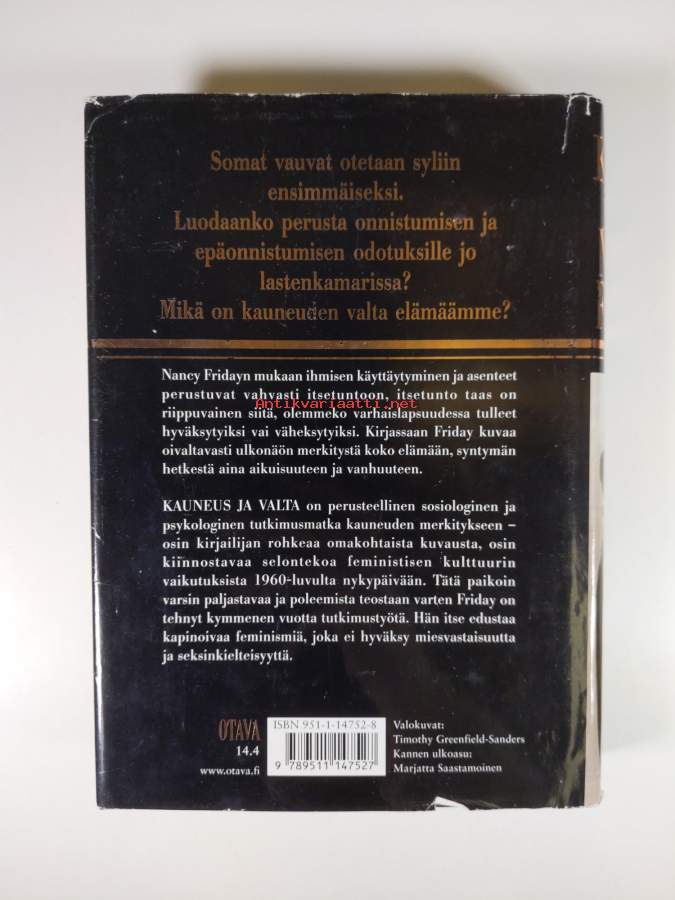 Somat vauvat otetaan syliin
ensimmäiseksi.
Luodaanko perusta onnistumisen ja
epäonnistumisen odotuksille jo
lastenkamarissa?
Mikä on kauneuden valta elämäämme?
Nancy Fridayn mukaan ihmisen käyttäytyminen ja asenteet
perustuvat vahvasti itsetuntoon, itsetunto taas on
riippuvainen siitä, olemmeko varhaislapsuudessa tulleet
hyväksytyiksi vai väheksytyiksi. Kirjassaan Friday kuvaa
oivaltavasti ulkonäön merkitystä koko elämään, syntymän
hetkestä aina aikuisuuteen ja vanhuuteen.
KAUNEUS JA VALTA on perusteellinen sosiologinen ja
psykologinen tutkimusmatka kauneuden merkitykseen –
osin kirjailijan rohkeaa omakohtaista kuvausta, osin
kiinnostavaa selontekoa feministisen kulttuurin
vaikutuksista 1960-luvulta nykypäivään. Tätä paikoin
varsin paljastavaa ja poleemista teostaan varten Friday on
tehnyt kymmenen vuotta tutkimustyötä. Hän itse edustaa
kapinoivaa feminismiä, joka ei hyväksy miesvastaisuutta
ja seksinkielteisyyttä.
Antikvariaatti.net
OTAVA
14.4
www.otava.fi
ISBN 951-1-14752-8
9 789511 147527
Valokuvat:
Timothy Greenfield-Sanders
Kannen ulkoasu:
Marjatta Saastamoinen